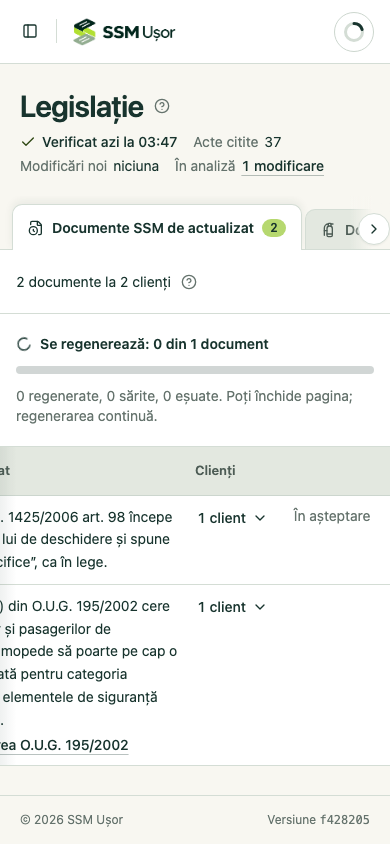 SSM Ușor
Legislație
Verificat azi la 03:47 Acte citite 37
Modificări noi niciuna În analiză 1 modificare
Documente SSM de actualizat 2
2 documente la 2 clienți
Se regenerează: 0 din 1 document
0 regenerate, 0 sărite, 0 eșuate. Poți închide pagina;
regenerarea continuă.
at Clienți
. 1425/2006 art. 98 începe 1 client În așteptare
lui de deschidere și spune
cifice”, ca în lege.
) din O.U.G. 195/2002 cere 1 client
r și pasagerilor de
mopede să poarte pe cap o
ată pentru categoria
elementele de siguranță
.
rea O.U.G. 195/2002
© 2026 SSM Ușor Versiune f428205